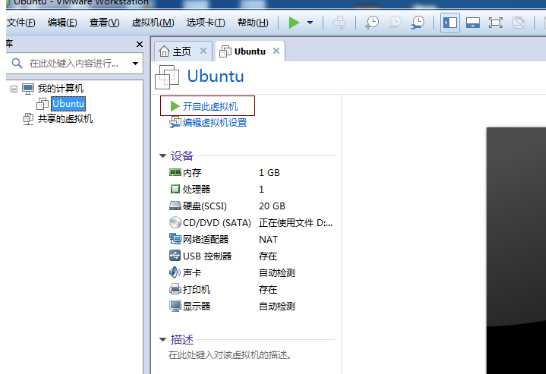 Ubuntu - VMware Workstation
文件(F) 编辑(E) 查看(V) 虚拟机(M) 选项卡(T) 帮助(H)
库
在此处键入内容进行...
我的计算机
Ubuntu
共享的虚拟机
主页 Ubuntu
Ubuntu
开启此虚拟机
编辑虚拟机设置
设备
内存 1 GB
处理器 1
硬盘(SCSI) 20 GB
CD/DVD (SATA) 正在使用文件 D:...
网络适配器 NAT
USB 控制器 存在
声卡 自动检测
打印机 存在
显示器 自动检测
描述
在此处键入对该虚拟机的描述。